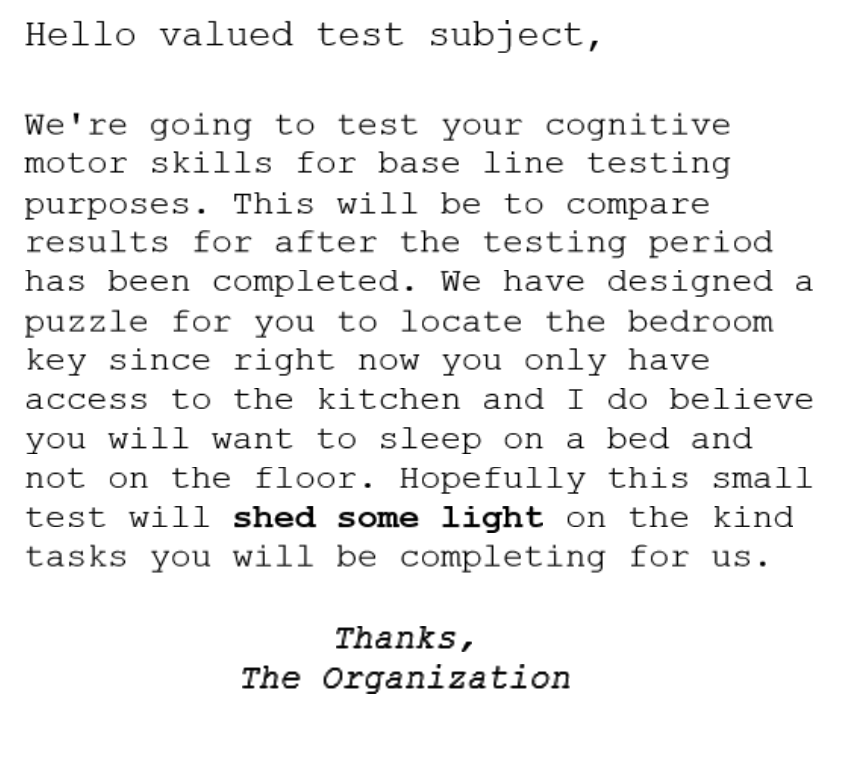 Hello valued test subject,
We're going to test your cognitive
motor skills for base line testing
purposes. This will be to compare
results for after the testing period
has been completed. We have designed a
puzzle for you to locate the bedroom
key since right now you only have
access to the kitchen and I do believe
you will want to sleep on a bed and
not on the floor. Hopefully this small
test will shed some light on the kind
tasks you will be completing for us.
Thanks,
The Organization